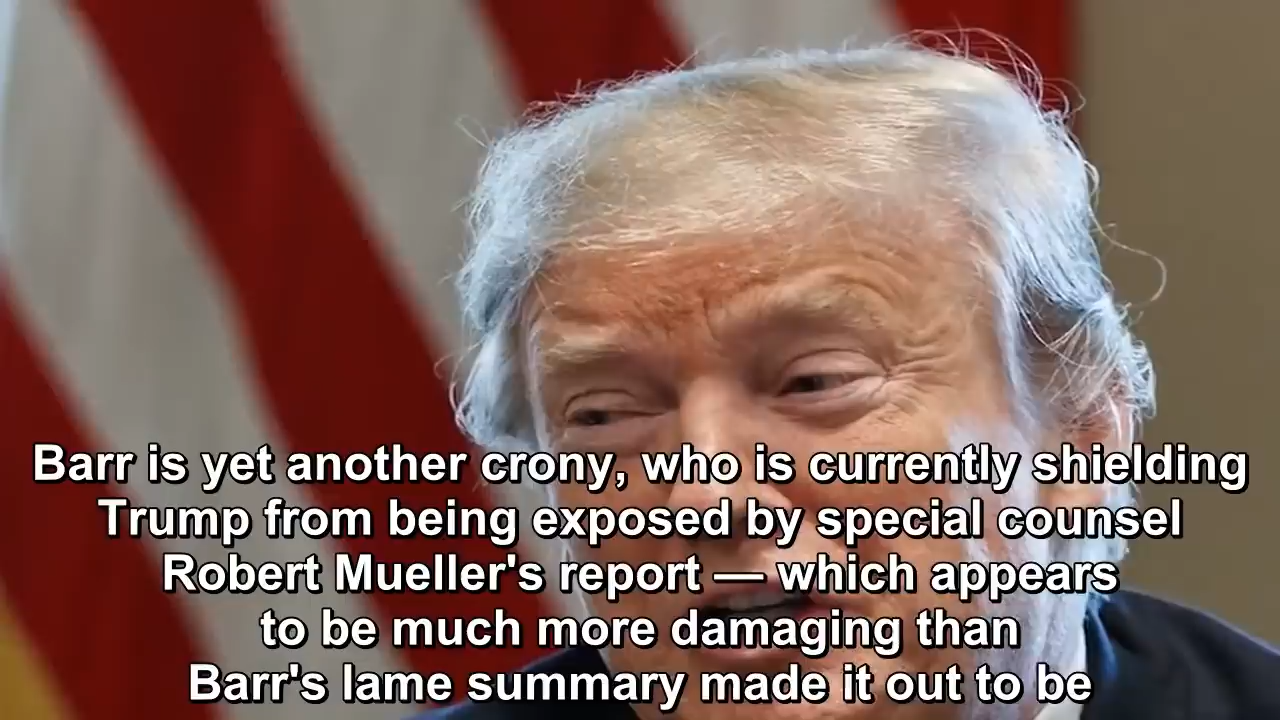 Barr is yet another crony, who is currently shielding
Trump from being exposed by special counsel
Robert Mueller's report — which appears
to be much more damaging than
Barr's lame summary made it out to be